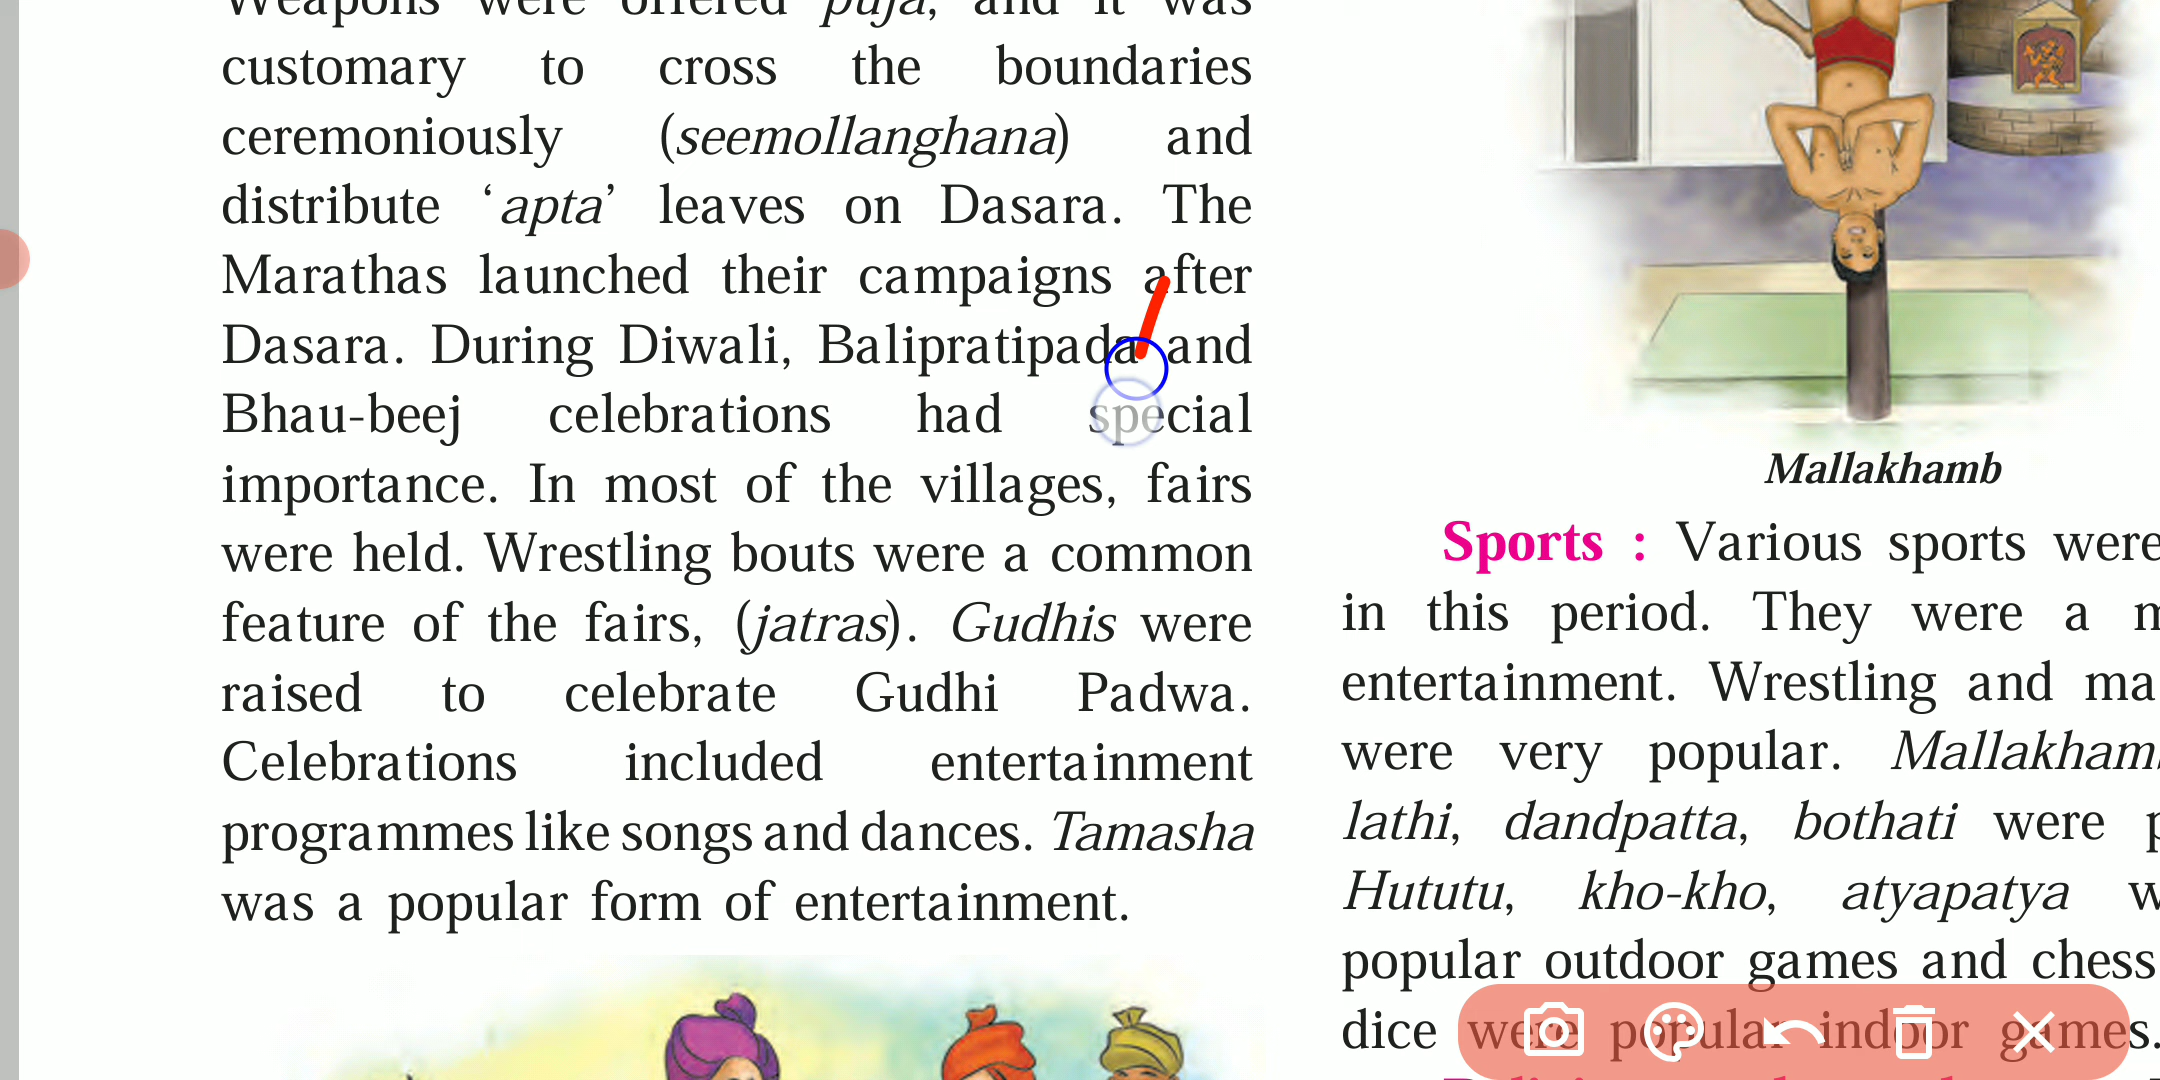 Weapons were offered puja, and it was
customary to cross the boundaries
ceremoniously (seemollanghana) and
distribute ‘apta’ leaves on Dasara. The
Marathas launched their campaigns after
Dasara. During Diwali, Balipratipada and
Bhau-beej celebrations had special
importance. In most of the villages, fairs
were held. Wrestling bouts were a common
feature of the fairs, (jatras). Gudhis were
raised to celebrate Gudhi Padwa.
Celebrations included entertainment
programmes like songs and dances. Tamasha
was a popular form of entertainment.
Mallakhamb
Sports : Various sports were
in this period. They were a
entertainment. Wrestling and
were very popular. Mallakhamb
lathi, dandpatta, bothati were
Hututu, kho-kho, atyapatya
popular outdoor games and chess
dice were popular indoor games.